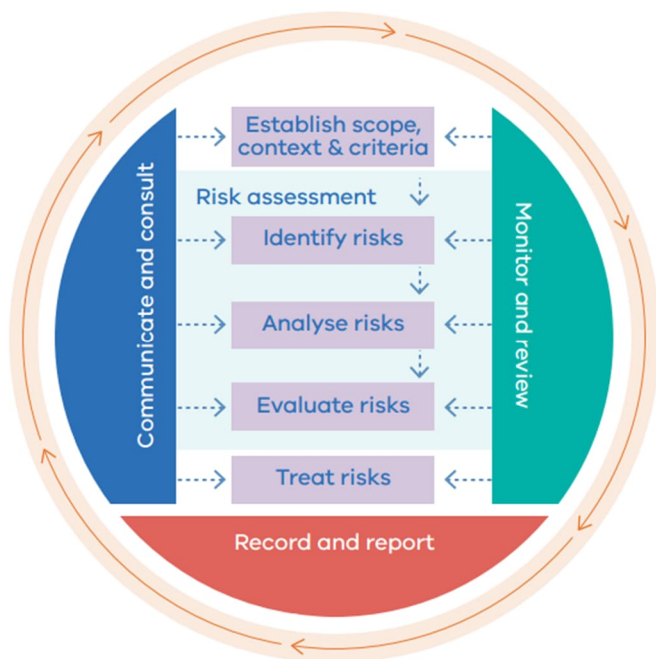 Establish scope,
context & criteria
Risk assessment
Identify risks
Analyse risks
Evaluate risks
Treat risks
Communicate and consult
Monitor and review
Record and report